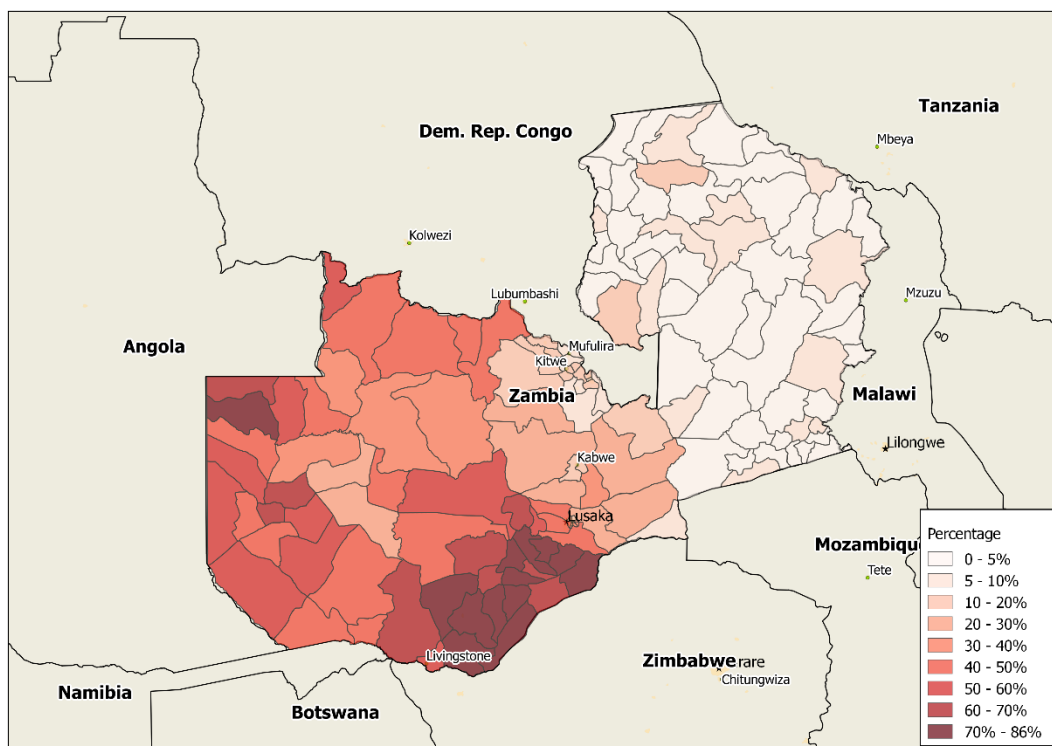 Tanzania
Dem. Rep. Congo
Mbeya
Kolwezi
Lubumbashi
Mzuzu
Angola
Mufulira
Kitwe
Zambia
Malawi
Lilongwe
Kabwe
Lusaka
Mozambique
Tete
Livingstone
Zimbabwe
rare
Chitungwiza
Namibia
Botswana
Percentage
0 - 5%
5 - 10%
10 - 20%
20 - 30%
30 - 40%
40 - 50%
50 - 60%
60 - 70%
70% - 86%